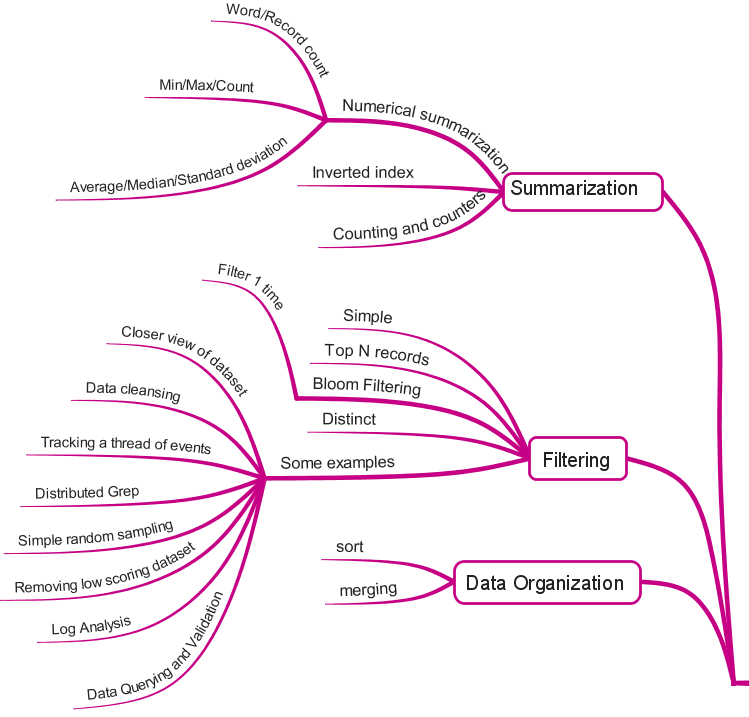 Word/Record count
Min/Max/Count
Numerical summarization
Average/Median/Standard deviation
Inverted index
Summarization
Counting and counters
Filter 1 time
Simple
Closer view of dataset
Top N records
Bloom Filtering
Data cleansing
Distinct
Tracking a thread of events
Some examples
Filtering
Distributed Grep
Simple random sampling
sort
Removing low scoring dataset
Data Organization
merging
Log Analysis
Data Querying and Validation